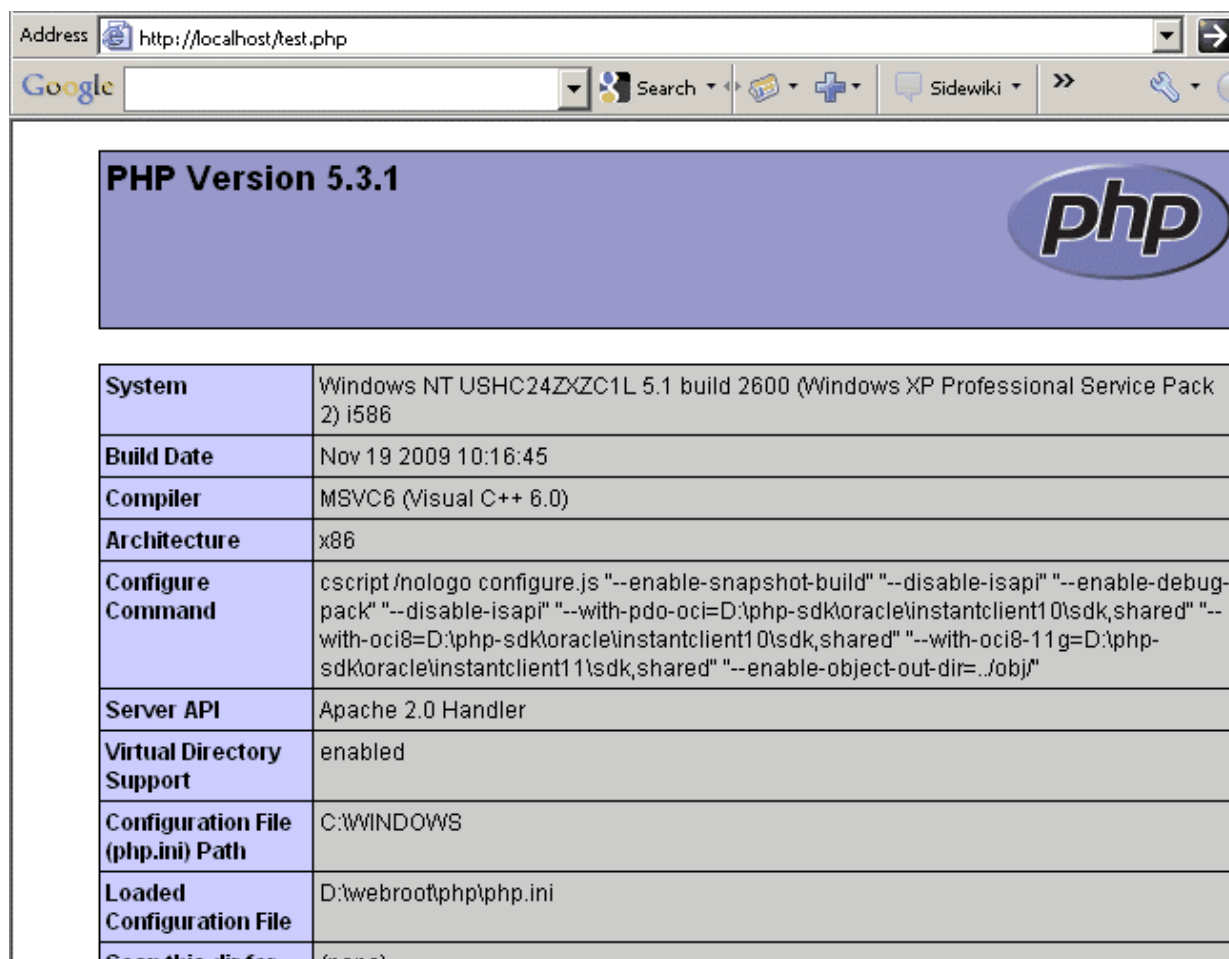 Address http://localhost/test.php
Google Search Sidewiki »
PHP Version 5.3.1
php
System Windows NT USHC24ZXZC1L 5.1 build 2600 (Windows XP Professional Service Pack
2) i586
Build Date Nov 19 2009 10:16:45
Compiler MSVC6 (Visual C++ 6.0)
Architecture x86
Configure cscript /nologo configure.js "--enable-snapshot-build" "--disable-isapi" "--enable-debug-
Command pack" "--disable-isapi" "--with-pdo-oci=D:\php-sdk\oracle\instantclient10\sdk,shared" "--
with-oci8=D:\php-sdk\oracle\instantclient10\sdk,shared" "--with-oci8-11g=D:\php-
sdk\oracle\instantclient11\sdk,shared" "--enable-object-out-dir=../obj/"
Server API Apache 2.0 Handler
Virtual Directory enabled
Support
Configuration File C:\WINDOWS
(php.ini) Path
Loaded D:\webroot\php\php.ini
Configuration File
Scan this dir for (none)